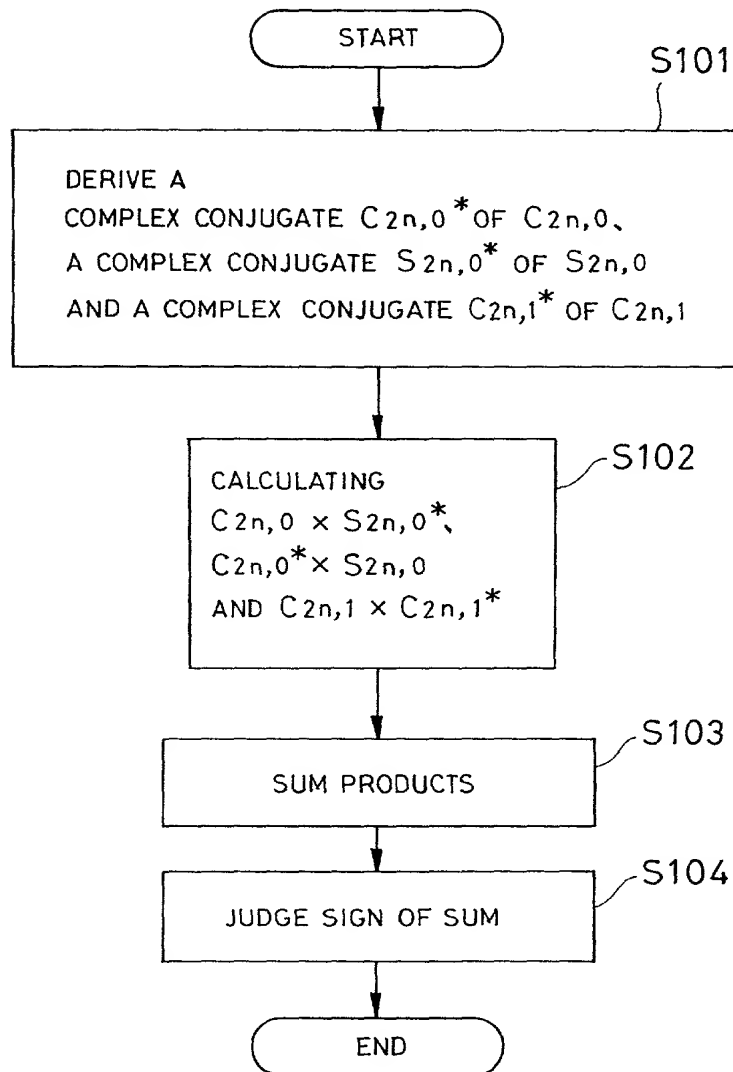 START
S101
DERIVE A
COMPLEX CONJUGATE C2n,0* OF C2n,0、
A COMPLEX CONJUGATE S2n,0* OF S2n,0
AND A COMPLEX CONJUGATE C2n,1* OF C2n,1
S102
CALCULATING
C2n,0 × S2n,0*、
C2n,0* × S2n,0
AND C2n,1 × C2n,1*
S103
SUM PRODUCTS
S104
JUDGE SIGN OF SUM
END